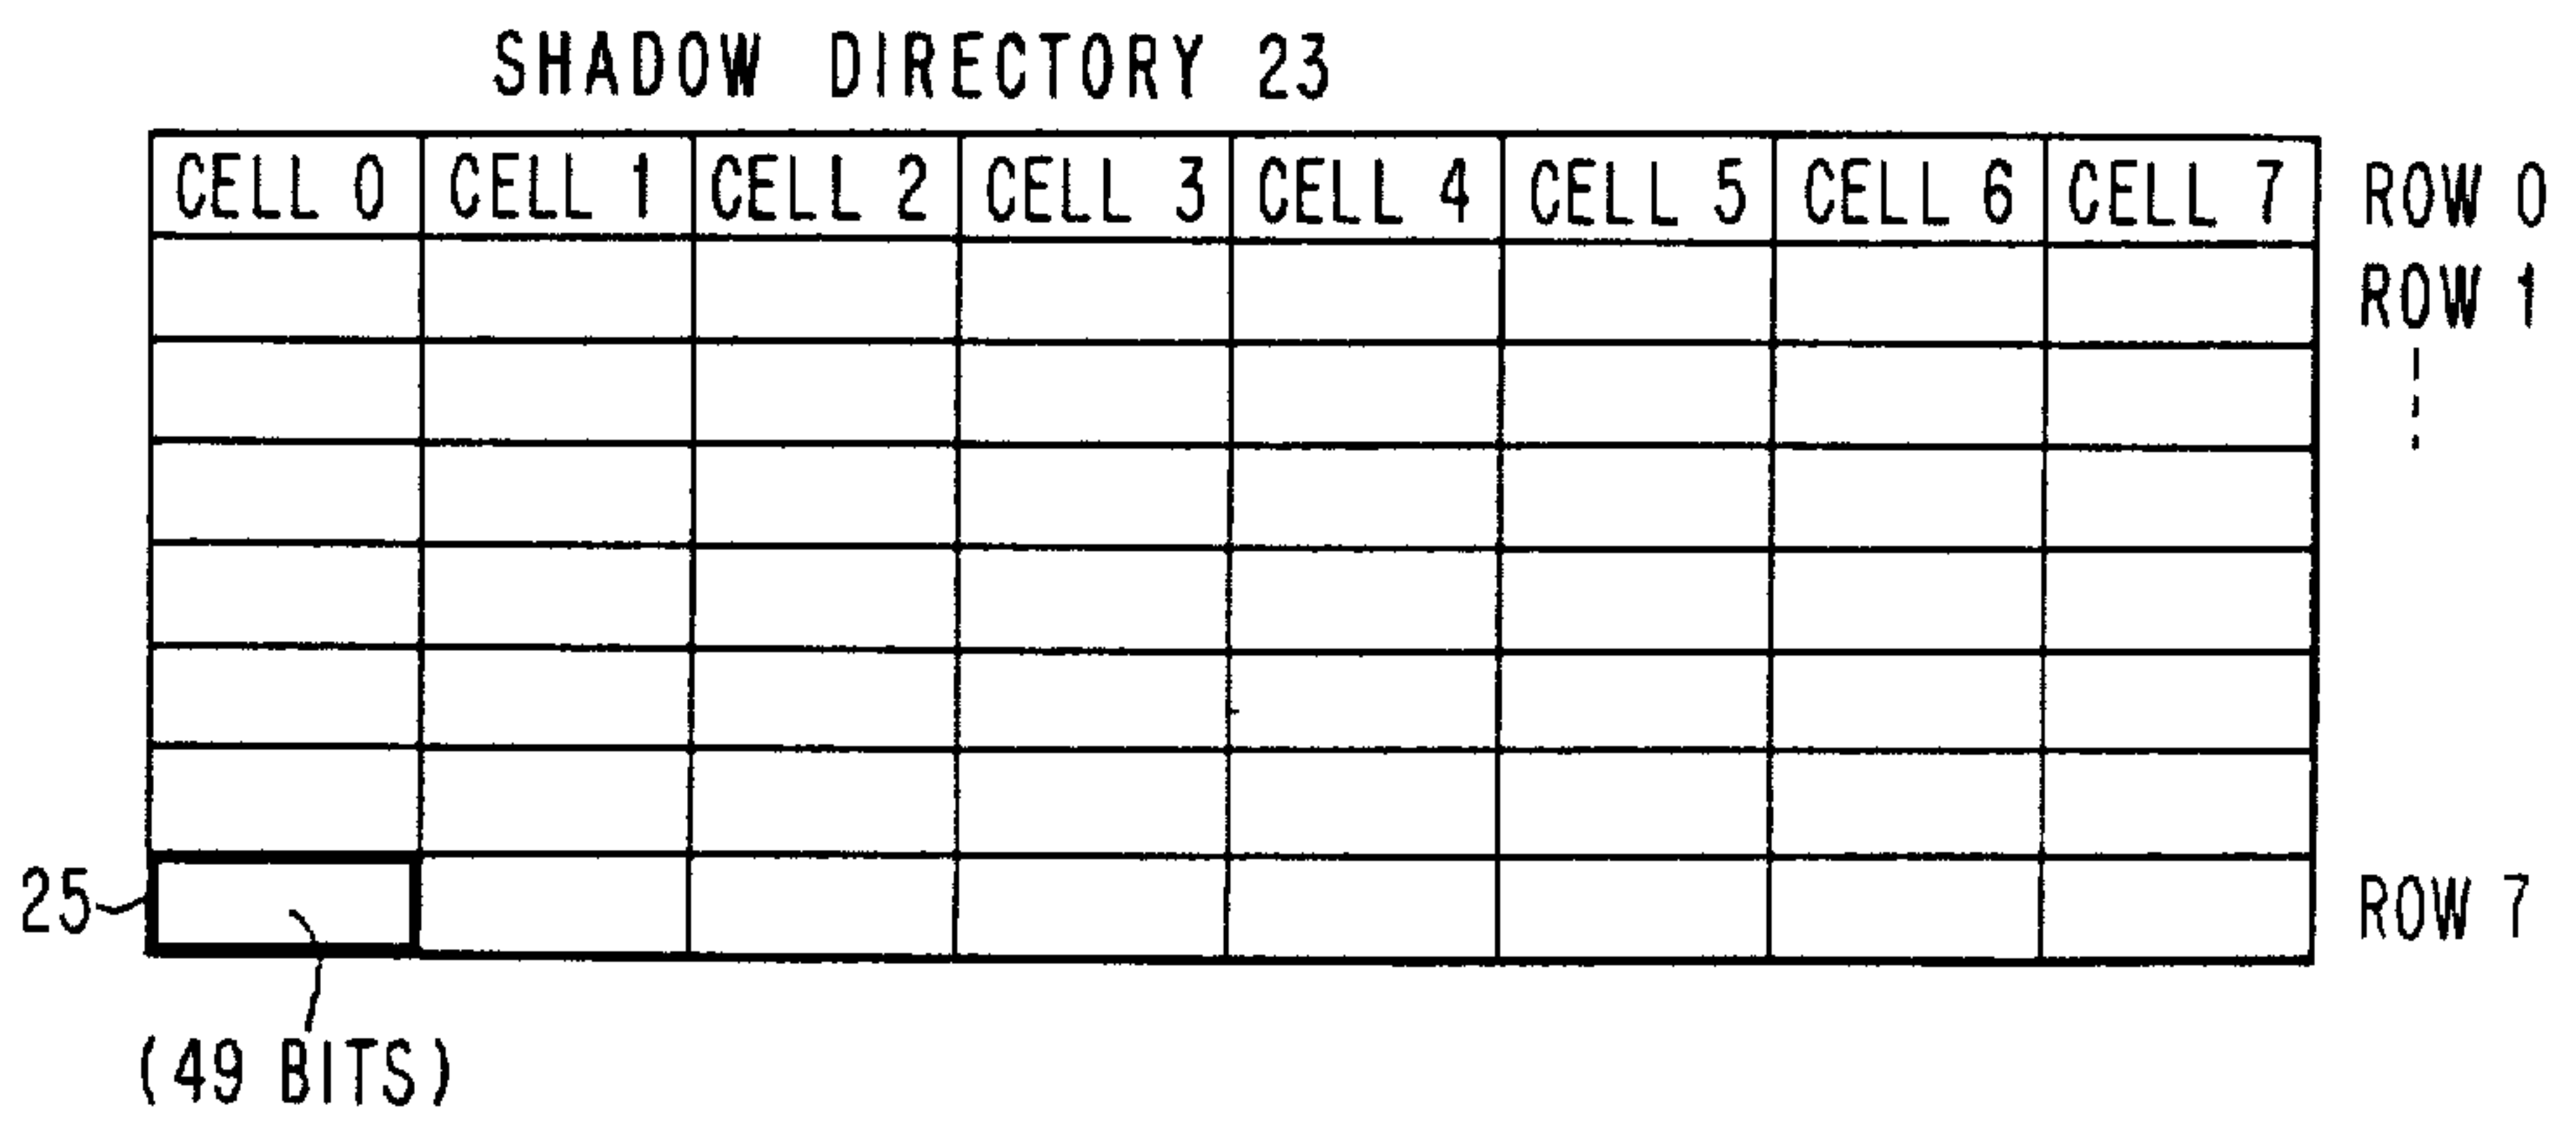 SHADOW DIRECTORY 23
CELL 0 CELL 1 CELL 2 CELL 3 CELL 4 CELL 5 CELL 6 CELL 7 ROW 0
ROW 1
25 ROW 7
(49 BITS)